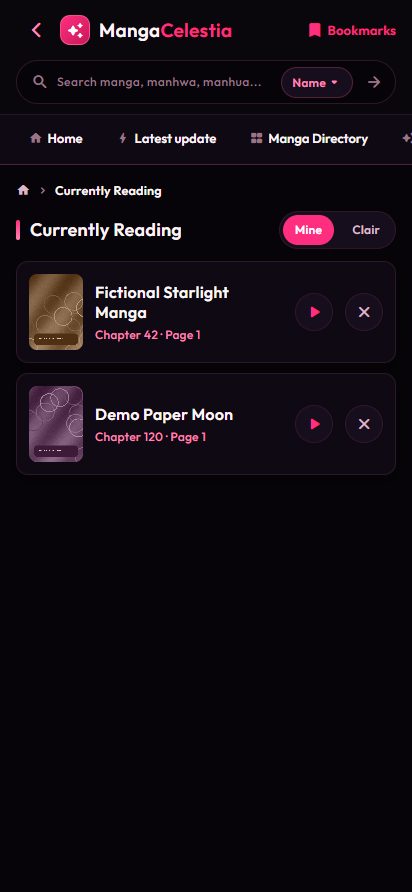 MangaCelestia
Bookmarks
Search manga, manhwa, manhua...
Name
Home
Latest update
Manga Directory
Currently Reading
Currently Reading
Mine
Clair
Fictional Starlight
Manga
Chapter 42 · Page 1
Demo Paper Moon
Chapter 120 · Page 1